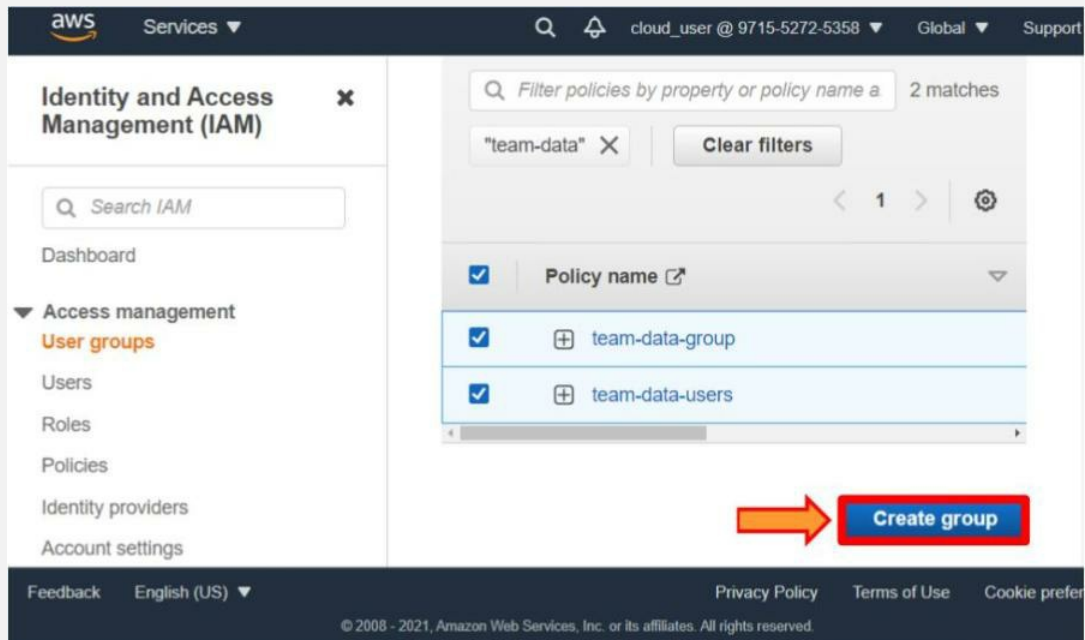 aws Services cloud_user @ 9715-5272-5358 Global Support
Identity and Access
Management (IAM)
Search IAM
Dashboard
Access management
User groups
Users
Roles
Policies
Identity providers
Account settings
Filter policies by property or policy name a 2 matches
"team-data" Clear filters
1
Policy name
team-data-group
team-data-users
Create group
Feedback English (US) Privacy Policy Terms of Use Cookie prefer
© 2008 - 2021, Amazon Web Services, Inc. or its affiliates. All rights reserved.